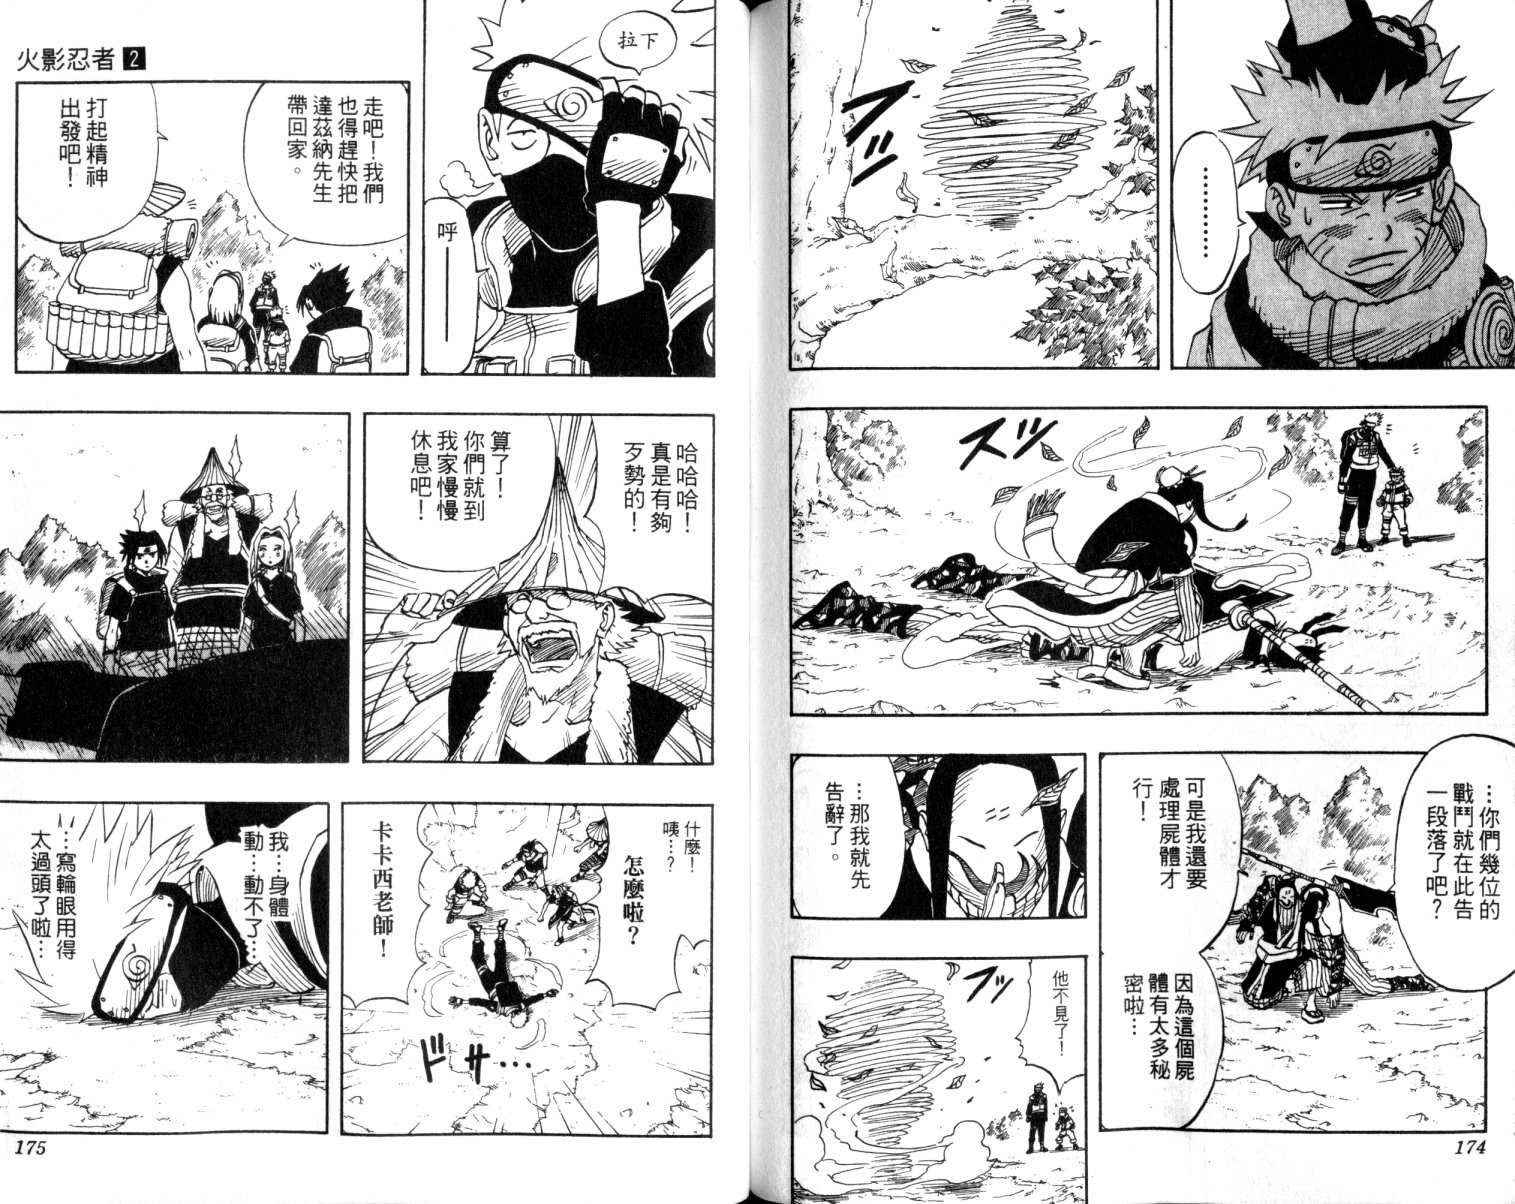 …………
ブッ
ズッ
…你們幾位的
戰鬥就在此告
一段落了吧？
可是我還要
處理屍體才
行！
因為這個屍
體有太多秘
密啦…
…那我就先
告辭了。
他不見了！
フッ
174
火影忍者 2
拉下
呼——
走吧！我們
也得趕快把
達茲納先生
帶回家。
打起精神
出發吧！
哈哈哈！
真是有夠
歹勢的！
算了！
你們就到
我家慢慢
休息吧！
什麼！
咦…？
怎麼啦？
卡卡西老師！
ドサ…
我…身體
動…動不了…
…寫輪眼用得
太過頭了啦…
175